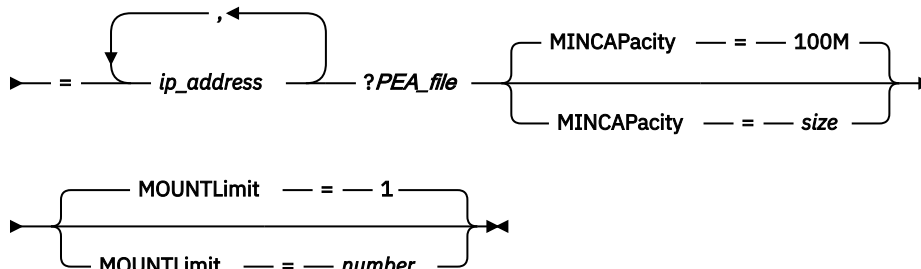 ,
= ip_address ?PEA_file
MINCAPacity = 100M
MINCAPacity = size
MOUNTLimit = 1
MOUNTLimit = number